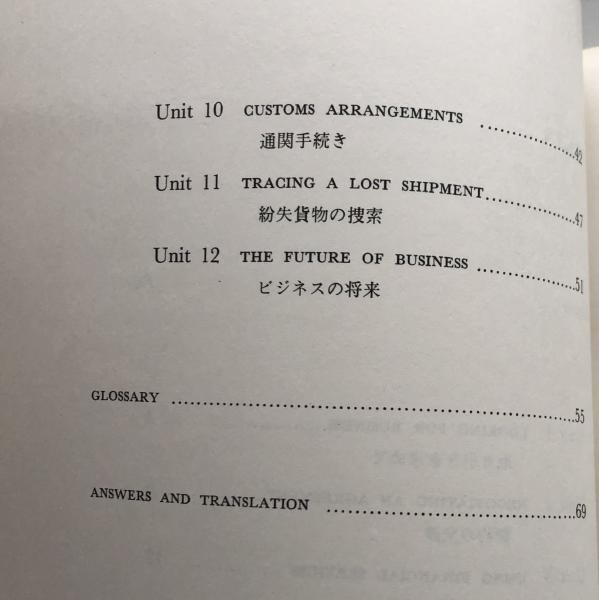 Unit 10 CUSTOMS ARRANGEMENTS ..............42
通関手続き
Unit 11 TRACING A LOST SHIPMENT..............47
紛失貨物の捜索
Unit 12 THE FUTURE OF BUSINESS ..............51
ビジネスの将来
GLOSSARY ..............55
ANSWERS AND TRANSLATION ..............69